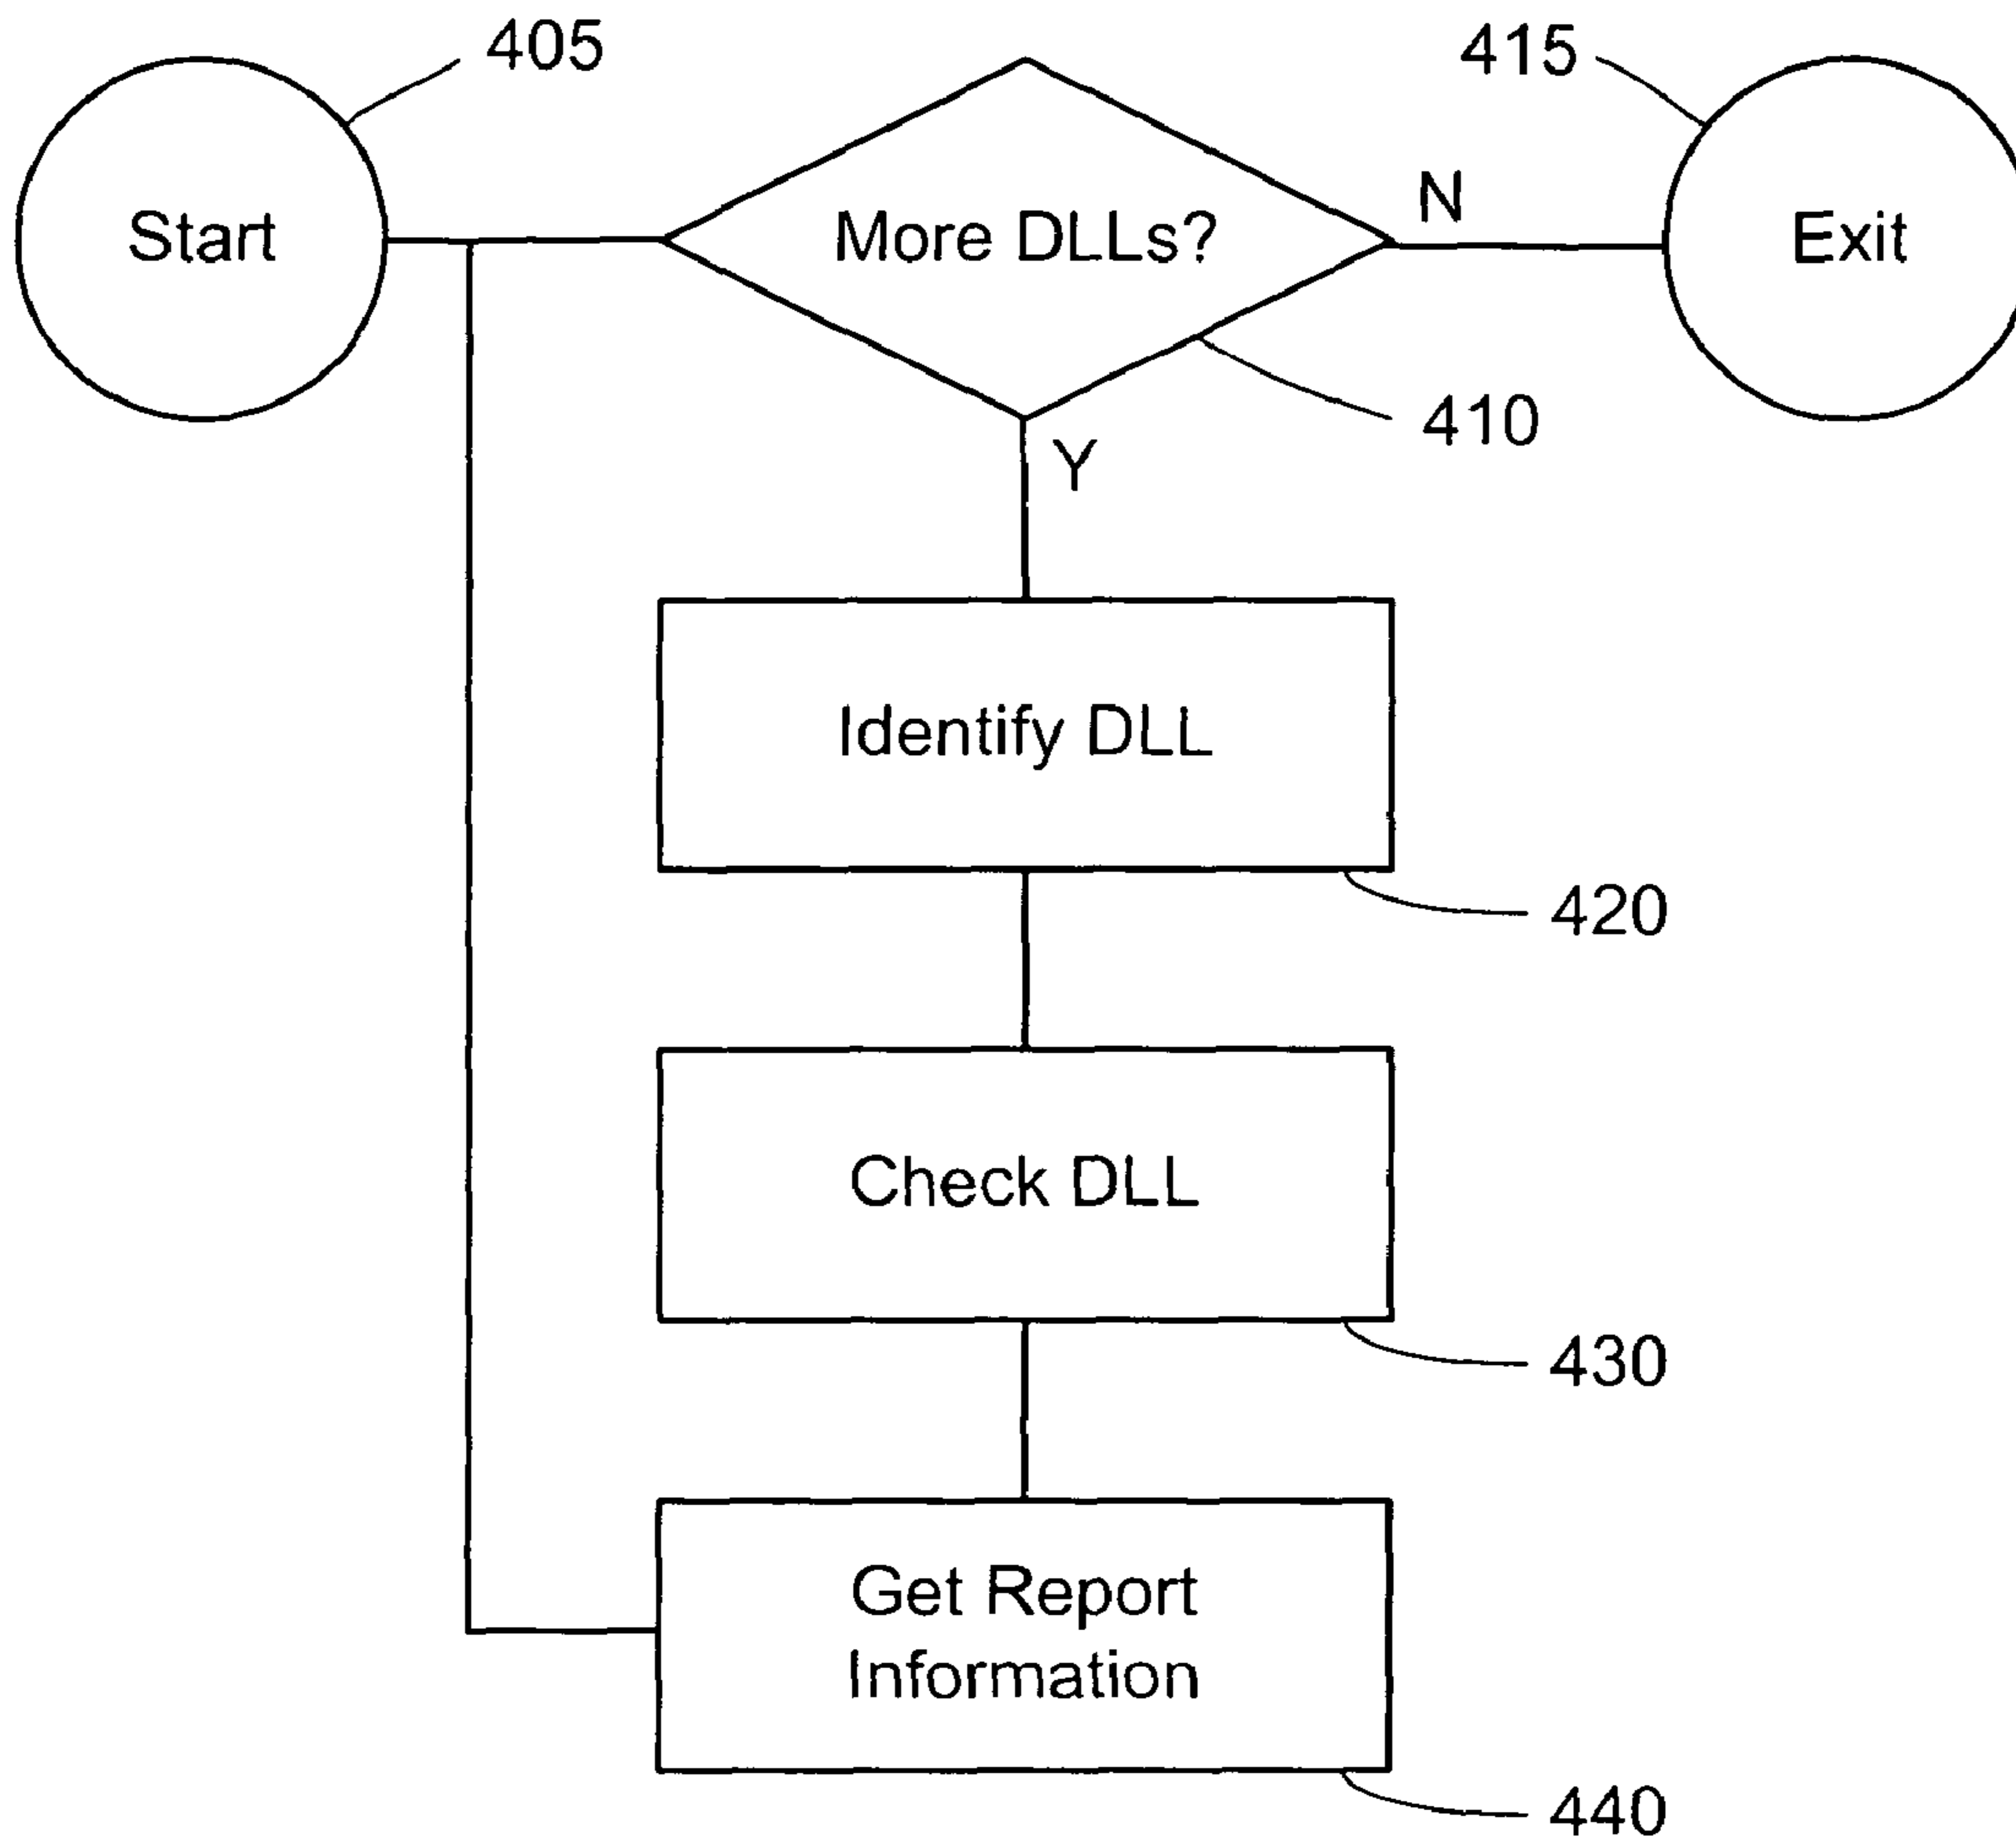 405
415
Start
More DLLs?
N
Exit
410
Y
Identify DLL
420
Check DLL
430
Get Report
Information
440